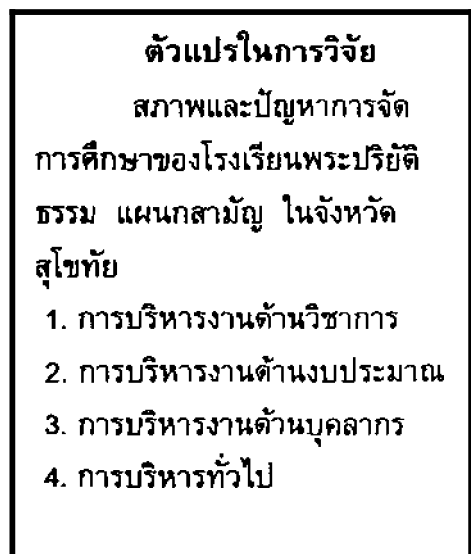 ตัวแปรในการวิจัย
สภาพและปัญหาการจัด
การศึกษาของโรงเรียนพระปริยัติ
ธรรม แผนกสามัญ ในจังหวัด
สุโขทัย
1. การบริหารงานด้านวิชาการ
2. การบริหารงานด้านงบประมาณ
3. การบริหารงานด้านบุคลากร
4. การบริหารทั่วไป